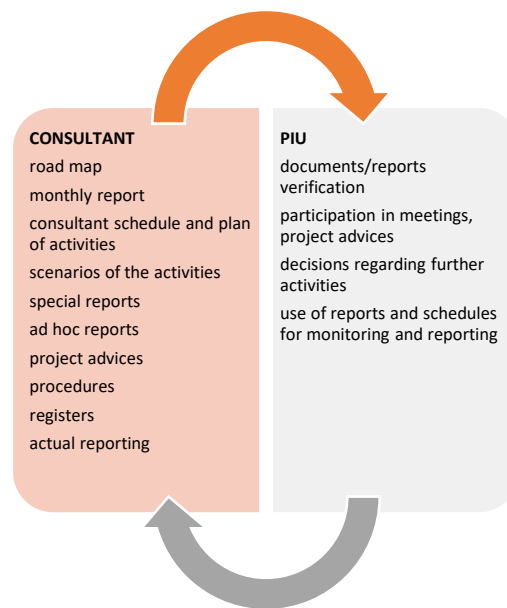 CONSULTANT
road map
monthly report
consultant schedule and plan
of activities
scenarios of the activities
special reports
ad hoc reports
project advices
procedures
registers
actual reporting
PIU
documents/reports
verification
participation in meetings,
project advices
decisions regarding further
activities
use of reports and schedules
for monitoring and reporting